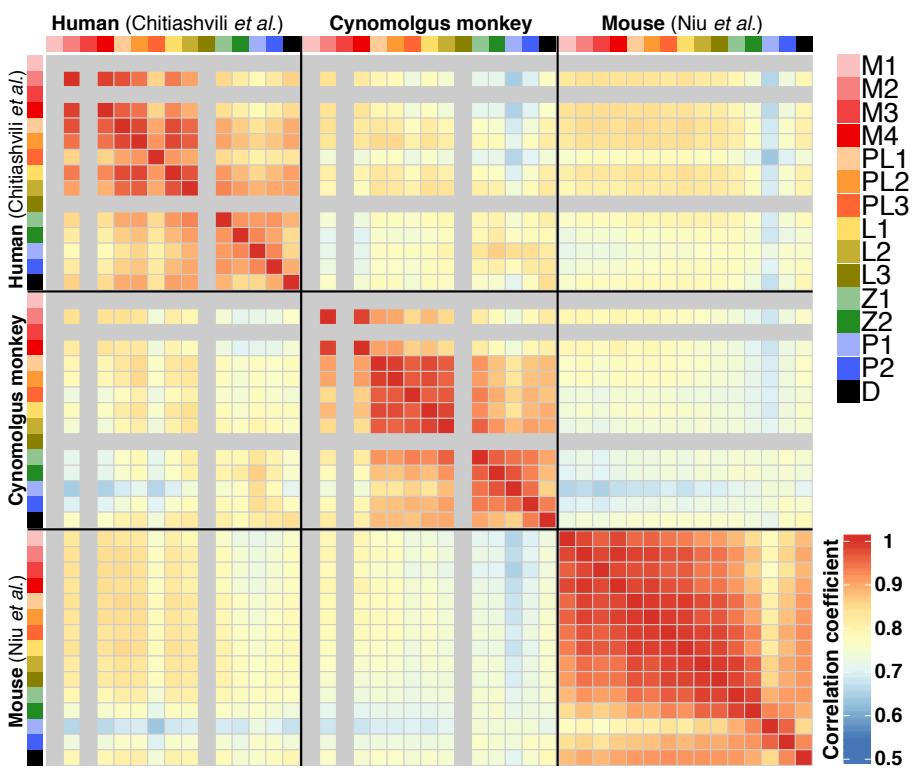 Human (Chitiashvili et al.)
Cynomolgus monkey
Mouse (Niu et al.)
Human (Chitiashvili et al.)
Cynomolgus monkey
Mouse (Niu et al.)
M1
M2
M3
M4
PL1
PL2
PL3
L1
L2
L3
Z1
Z2
P1
P2
D
Correlation coefficient
1
0.9
0.8
0.7
0.6
0.5